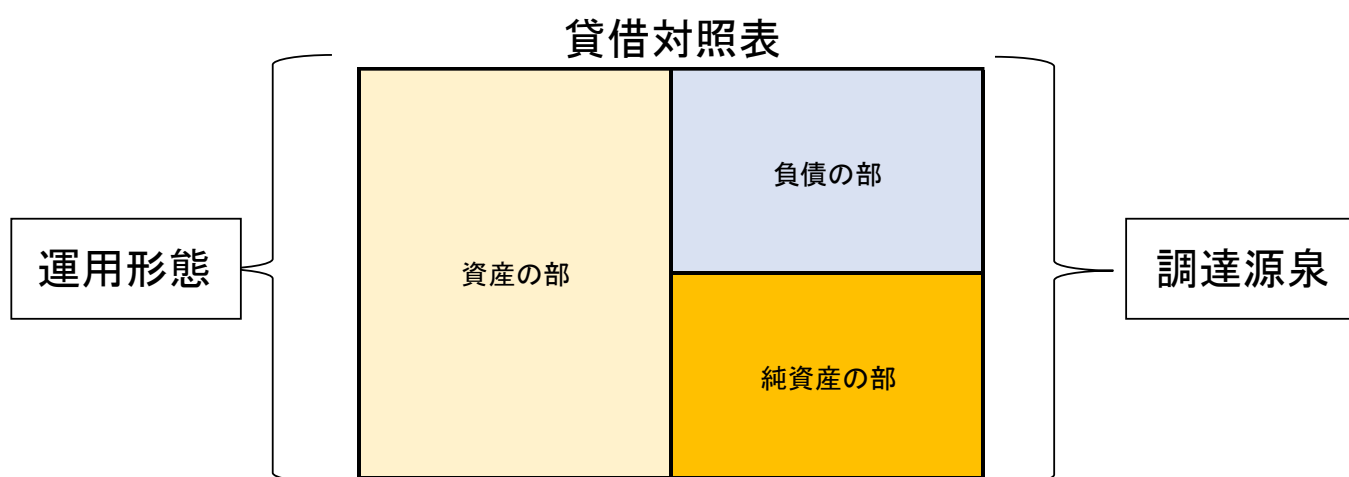 貸借対照表
負債の部
運用形態
資産の部
調達源泉
純資産の部